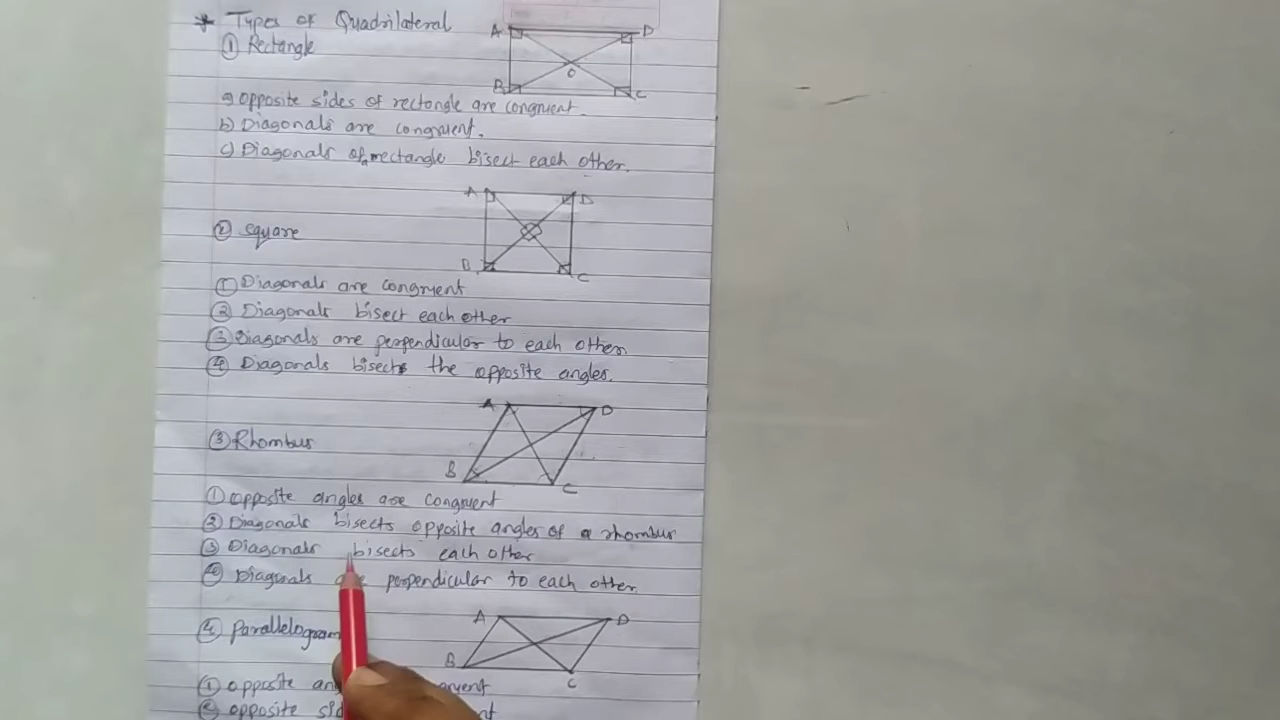 * Types of Quadrilateral
① Rectangle
A D
O
B C
a) opposite sides of rectangle are congruent.
b) Diagonals are congruent.
c) Diagonals of a rectangle bisect each other.
A D
② square
B C
① Diagonals are congruent
② Diagonals bisect each other
③ Diagonals are perpendicular to each other
④ Diagonals bisects the opposite angles.
A D
③ Rhombus
B C
① opposite angles are congruent
② Diagonals bisects opposite angles of a rhombus
③ Diagonals bisects each other
④ Diagonals perpendicular to each other.
A D
④ parallelogram
B C
① opposite
② opposite